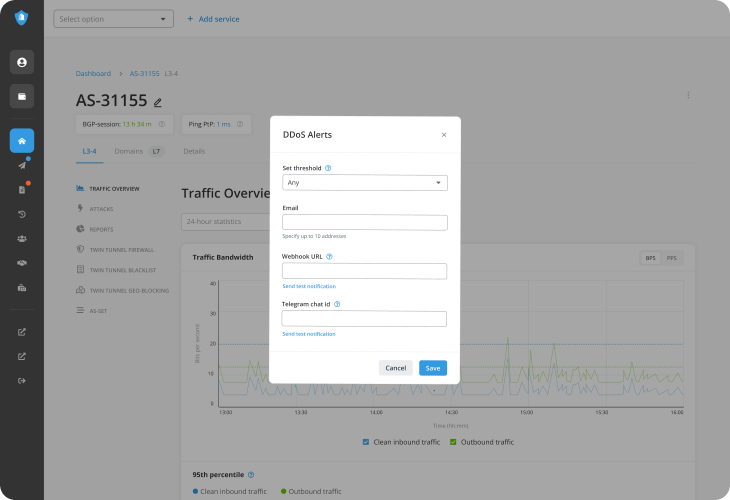 Select option
+ Add service
Dashboard > AS-31155 L3-4
AS-31155
BGP-session: 13 h 34 m
Ping PtP: 1 ms
L3-4 Domains L7 Details
TRAFFIC OVERVIEW
ATTACKS
REPORTS
TWIN TUNNEL FIREWALL
TWIN TUNNEL BLACKLIST
TWIN TUNNEL GEO-BLOCKING
AS-SET
Traffic Overvie
24-hour statistics
Traffic Bandwidth
BPS PPS
Bits per second
40
30
20
10
0
13:00 13:30 14:00 14:30 15:00 15:30 16:00
Time (hh:mm)
Clean inbound traffic Outbound traffic
95th percentile
Clean inbound traffic Outbound traffic
DDoS Alerts
×
Set threshold
Any
Email
Specify up to 10 addresses
Webhook URL
Send test notification
Telegram chat id
Send test notification
Cancel Save